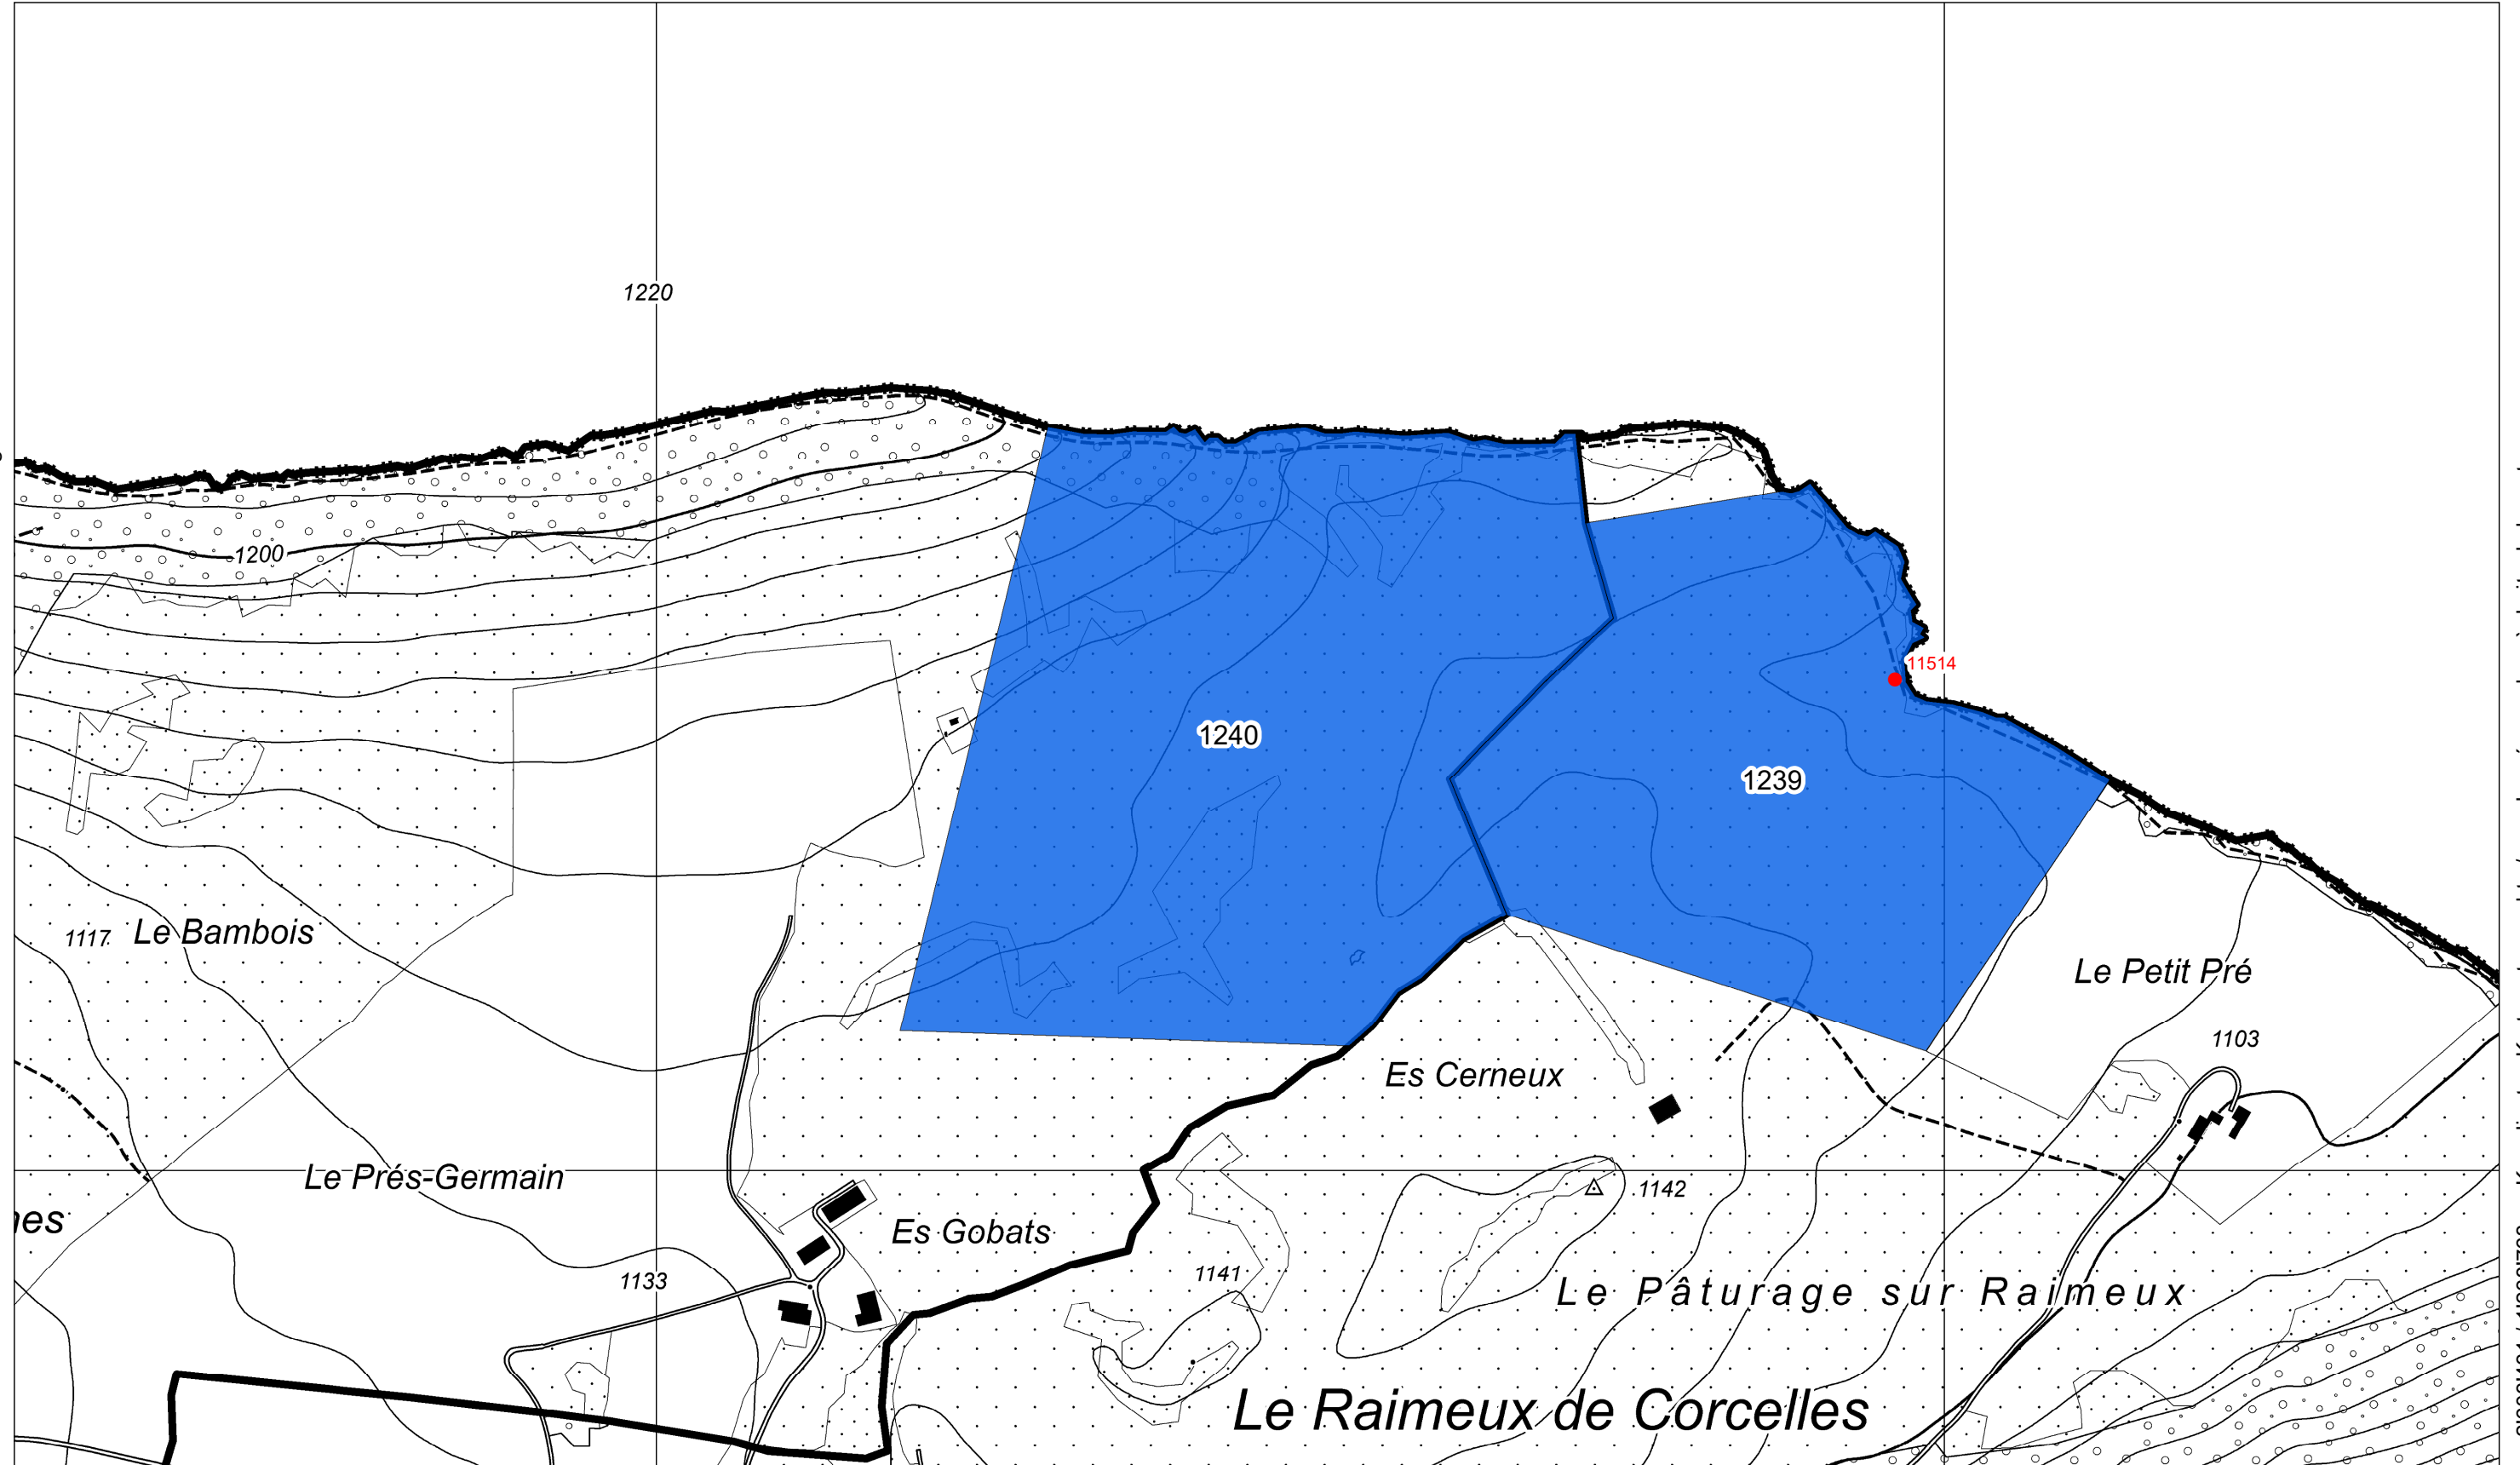 1220
1200
11514
1240
1239
1117
Le Bambois
Le Petit Pré
1103
Es Cerneux
Le Prés-Germain
1142
Es Gobats
1133
1141
Le Pâturage sur Raimeux
Le Raimeux de Corcelles